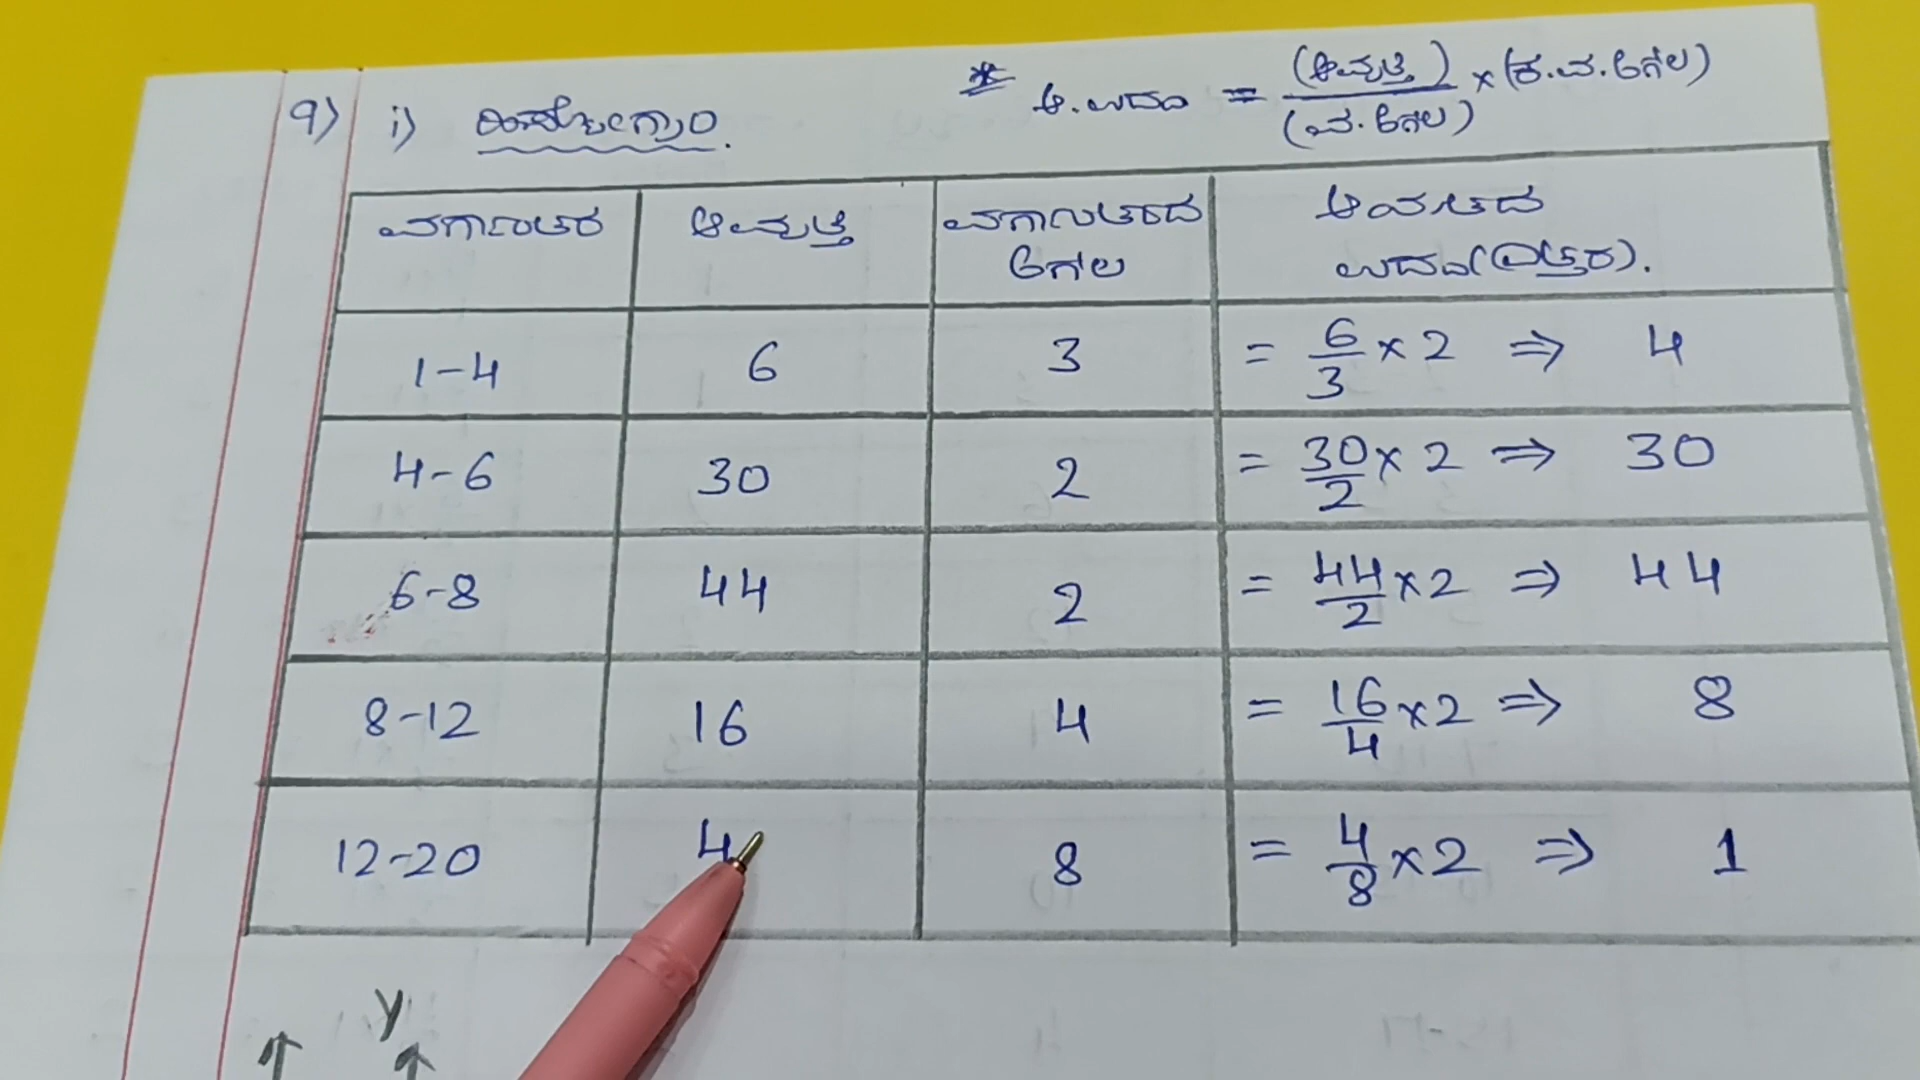 9) i) ಹಿಸ್ಟೋಗ್ರಾಂ.
* ಆ.ಉದ್ದ = (ಆವೃತ್ತಿ) / (ವ.ಅಗಲ) × (ಕ.ವ.ಅಗಲ)
ವರ್ಗಾಂತರ ಆವೃತ್ತಿ ವರ್ಗಾಂತರದ ಅಗಲ ಆಯತದ ಉದ್ದ(ಎತ್ತರ).
1-4 6 3 = 6/3 × 2 ⇒ 4
4-6 30 2 = 30/2 × 2 ⇒ 30
6-8 44 2 = 44/2 × 2 ⇒ 44
8-12 16 4 = 16/4 × 2 ⇒ 8
12-20 4 8 = 4/8 × 2 ⇒ 1
Y